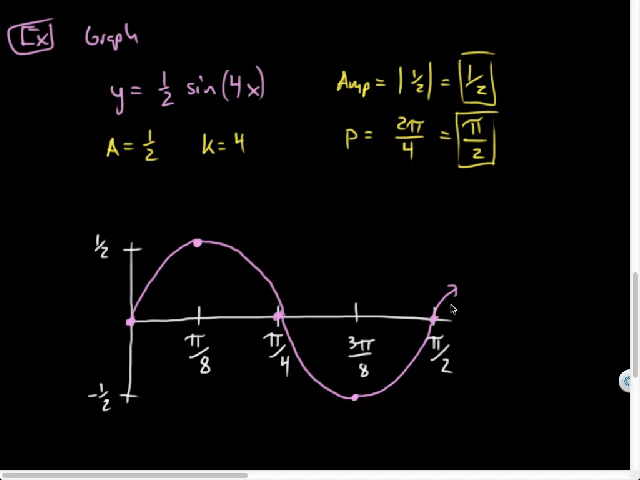 Ex Graph
y = 1/2 sin(4x)
A = 1/2 k = 4
Amp = |1/2| = 1/2
P = 2π/4 = π/2
1/2
π/8 π/4 3π/8 π/2
-1/2